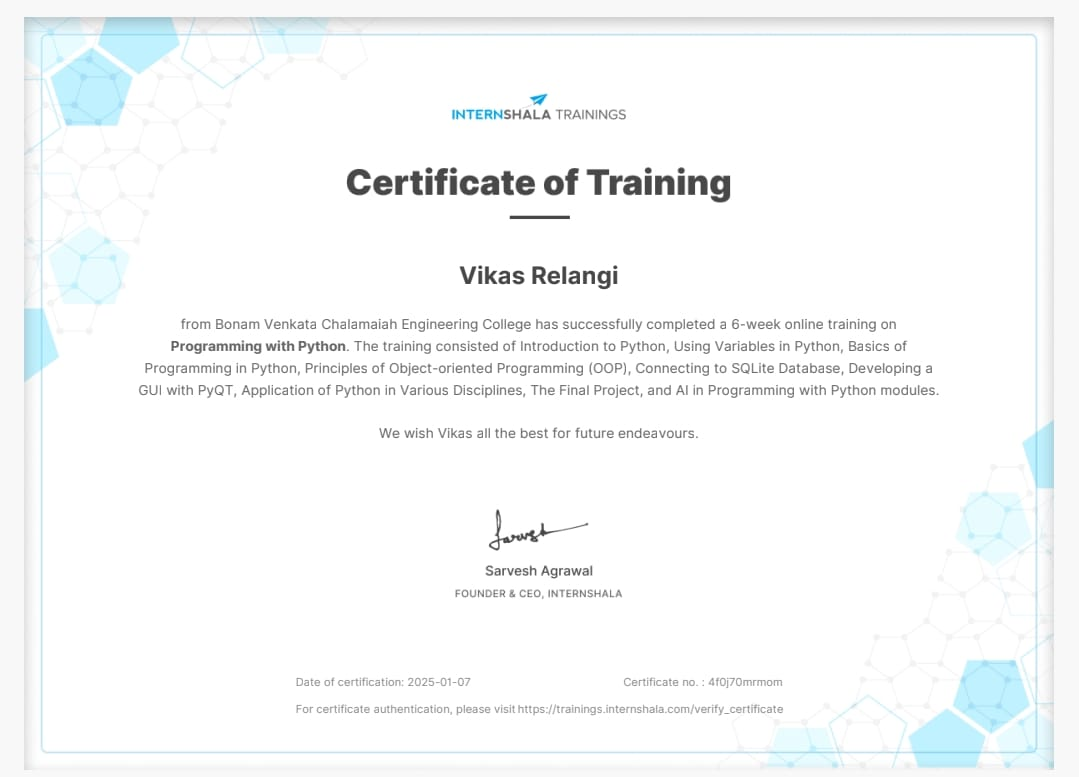 INTERNSHALA TRAININGS
Certificate of Training
Vikas Relangi
from Bonam Venkata Chalamaiah Engineering College has successfully completed a 6-week online training on
Programming with Python. The training consisted of Introduction to Python, Using Variables in Python, Basics of
Programming in Python, Principles of Object-oriented Programming (OOP), Connecting to SQLite Database, Developing a
GUI with PyQT, Application of Python in Various Disciplines, The Final Project, and AI in Programming with Python modules.
We wish Vikas all the best for future endeavours.
Sarvesh
Sarvesh Agrawal
FOUNDER & CEO, INTERNSHALA
Date of certification: 2025-01-07 Certificate no. : 4f0j70mrmom
For certificate authentication, please visit https://trainings.internshala.com/verify_certificate